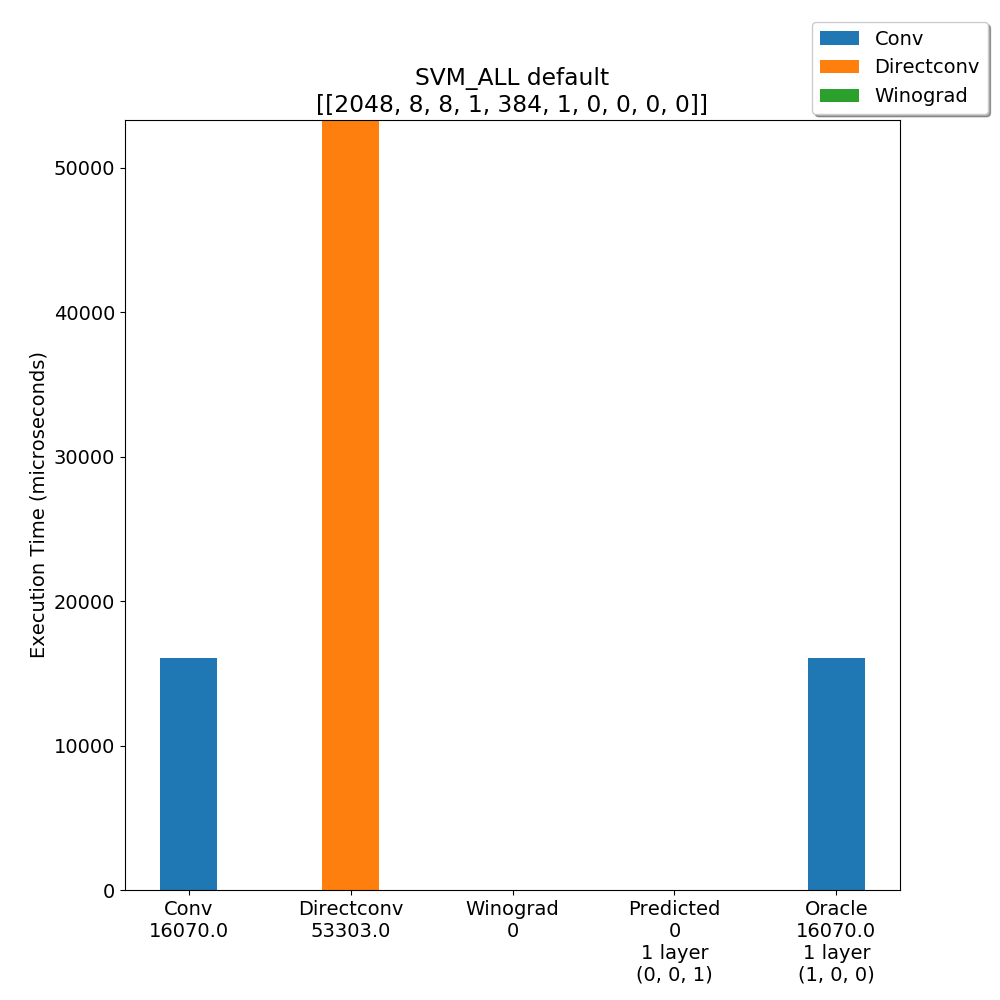 Conv
Directconv
Winograd
SVM_ALL default
[[2048, 8, 8, 1, 384, 1, 0, 0, 0, 0]]
Execution Time (microseconds)
50000
40000
30000
20000
10000
0
Conv
16070.0
Directconv
53303.0
Winograd
0
Predicted
0
1 layer
(0, 0, 1)
Oracle
16070.0
1 layer
(1, 0, 0)